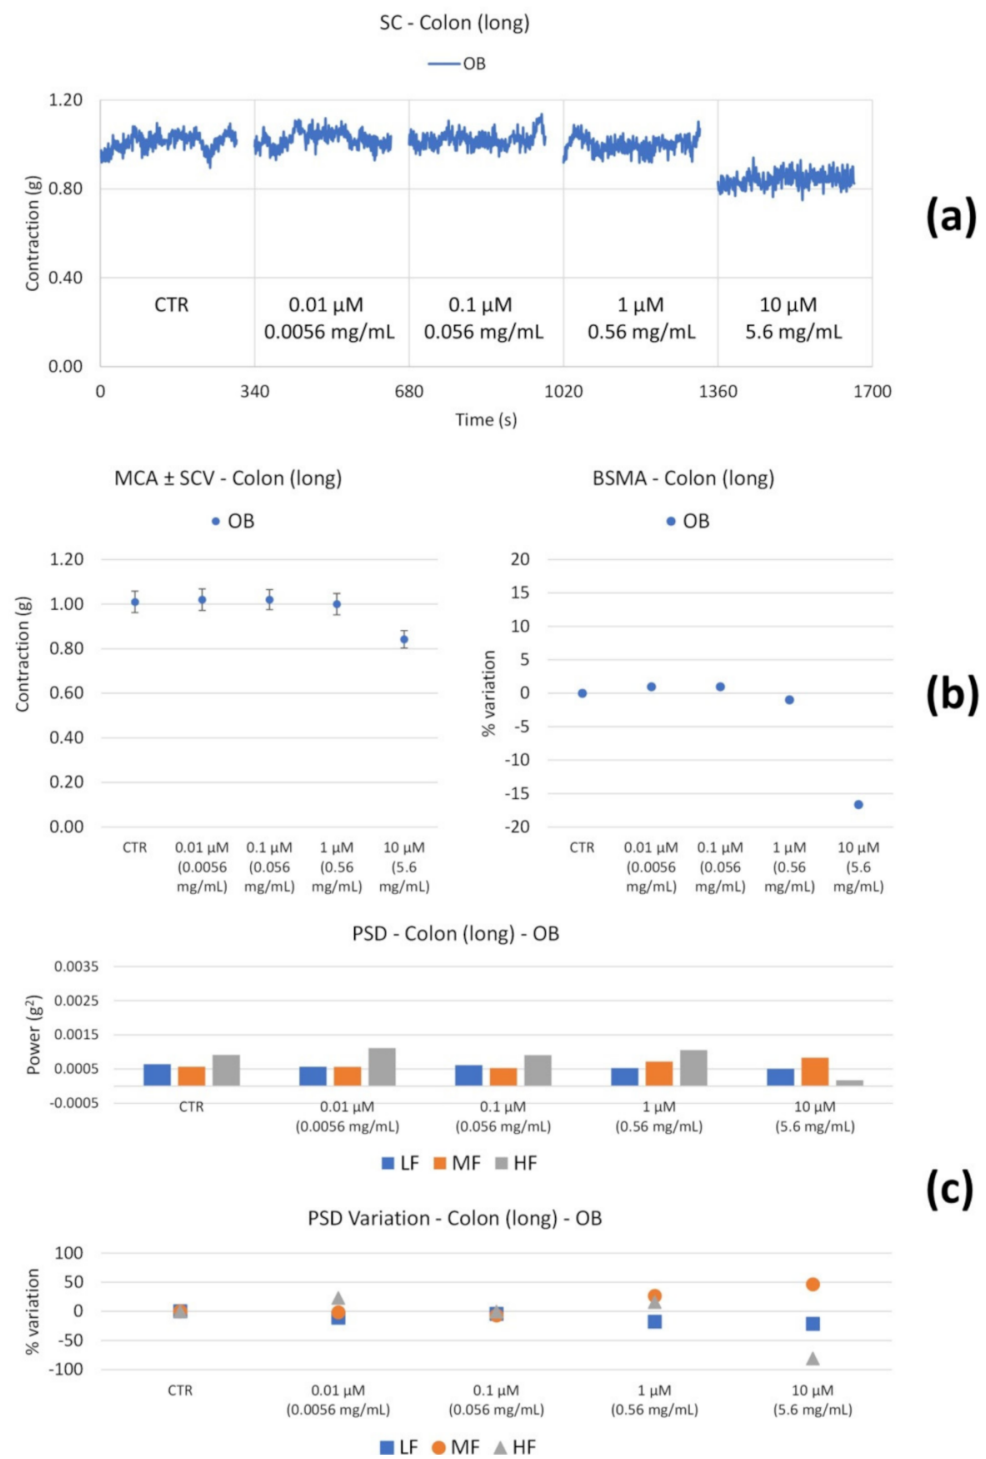 SC - Colon (long)
OB
1.20
0.80
0.40
0.00
Contraction (g)
CTR
0.01 µM
0.0056 mg/mL
0.1 µM
0.056 mg/mL
1 µM
0.56 mg/mL
10 µM
5.6 mg/mL
0 340 680 1020 1360 1700
Time (s)
(a)
MCA ± SCV - Colon (long)
OB
1.20
1.00
0.80
0.60
0.40
0.20
0.00
Contraction (g)
CTR
0.01 µM
(0.0056
mg/mL)
0.1 µM
(0.056
mg/mL)
1 µM
(0.56
mg/mL)
10 µM
(5.6
mg/mL)
BSMA - Colon (long)
OB
20
15
10
5
0
-5
-10
-15
-20
% variation
CTR
0.01 µM
(0.0056
mg/mL)
0.1 µM
(0.056
mg/mL)
1 µM
(0.56
mg/mL)
10 µM
(5.6
mg/mL)
(b)
PSD - Colon (long) - OB
0.0035
0.0025
0.0015
0.0005
-0.0005
Power (g²)
CTR
0.01 µM
(0.0056 mg/mL)
0.1 µM
(0.056 mg/mL)
1 µM
(0.56 mg/mL)
10 µM
(5.6 mg/mL)
LF MF HF
(c)
PSD Variation - Colon (long) - OB
100
50
0
-50
-100
% variation
CTR
0.01 µM
(0.0056 mg/mL)
0.1 µM
(0.056 mg/mL)
1 µM
(0.56 mg/mL)
10 µM
(5.6 mg/mL)
LF MF HF